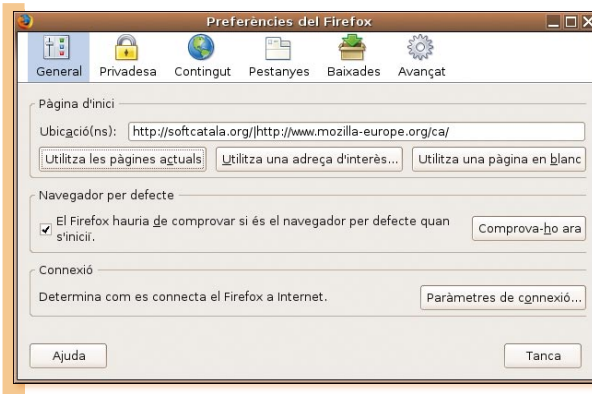 Preferències del Firefox
General Privadesa Contingut Pestanyes Baixades Avançat
Pàgina d'inici
Ubicació(ns): http://softcatala.org/|http://www.mozilla-europe.org/ca/
Utilitza les pàgines actuals Utilitza una adreça d'interès... Utilitza una pàgina en blanc
Navegador per defecte
El Firefox hauria de comprovar si és el navegador per defecte quan
s'iniciï.
Comprova-ho ara
Connexió
Determina com es connecta el Firefox a Internet. Paràmetres de connexió...
Ajuda Tanca